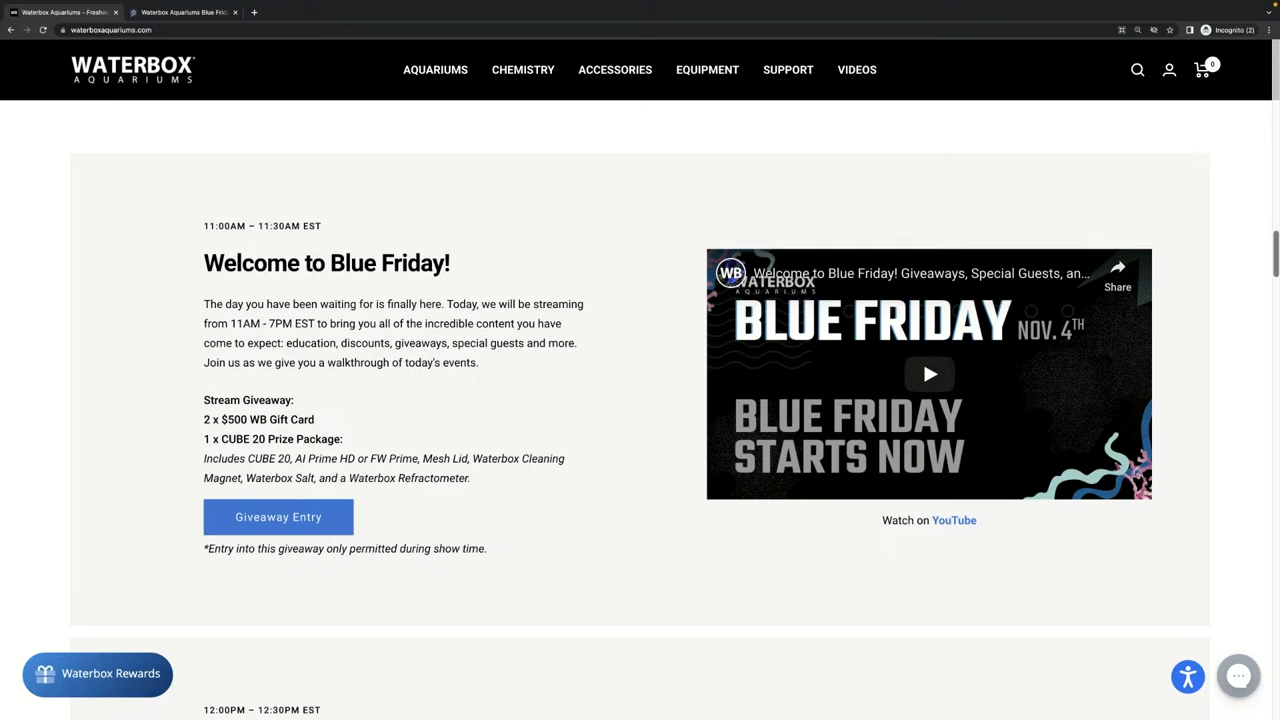 Waterbox Aquariums - Freshw
Waterbox Aquariums Blue Frid
waterboxaquariums.com
Incognito (2)
WATERBOX
AQUARIUMS
AQUARIUMS
CHEMISTRY
ACCESSORIES
EQUIPMENT
SUPPORT
VIDEOS
0
11:00AM – 11:30AM EST
Welcome to Blue Friday!
The day you have been waiting for is finally here. Today, we will be streaming
from 11AM - 7PM EST to bring you all of the incredible content you have
come to expect: education, discounts, giveaways, special guests and more.
Join us as we give you a walkthrough of today's events.
Stream Giveaway:
2 x $500 WB Gift Card
1 x CUBE 20 Prize Package:
Includes CUBE 20, AI Prime HD or FW Prime, Mesh Lid, Waterbox Cleaning
Magnet, Waterbox Salt, and a Waterbox Refractometer.
Giveaway Entry
*Entry into this giveaway only permitted during show time.
WB
Welcome to Blue Friday! Giveaways, Special Guests, an...
Share
WATERBOX
AQUARIUMS
BLUE FRIDAY NOV. 4TH
BLUE FRIDAY
STARTS NOW
Watch on YouTube
Waterbox Rewards
12:00PM – 12:30PM EST